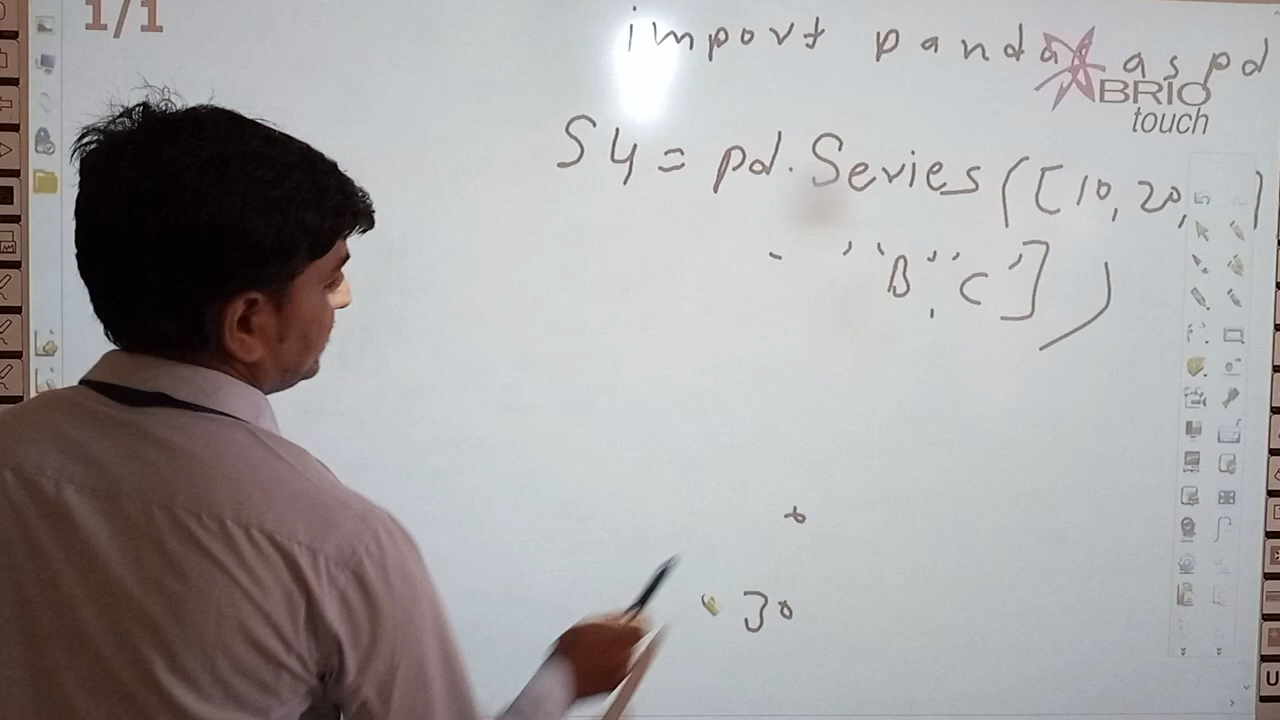 1/1
import pandas as pd
BRIO
touch
S4 = pd.Series([10,20, )
"B","C'])
30
U